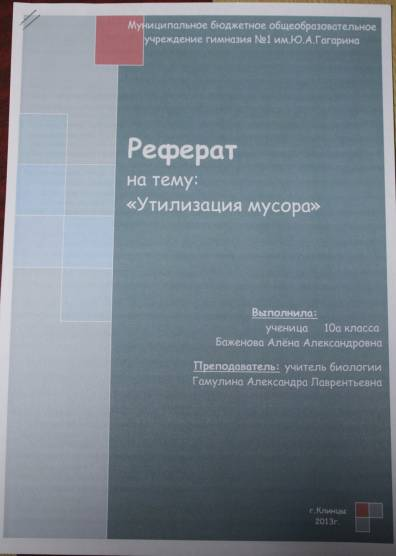 Муниципальное бюджетное общеобразовательное
учреждение гимназия №1 им.Ю.А.Гагарина
Реферат
на тему:
«Утилизация мусора»
Выполнила:
ученица 10а класса
Баженова Алёна Александровна
Преподаватель: учитель биологии
Гамулина Александра Лаврентьевна
г.Клинцы
2013г.